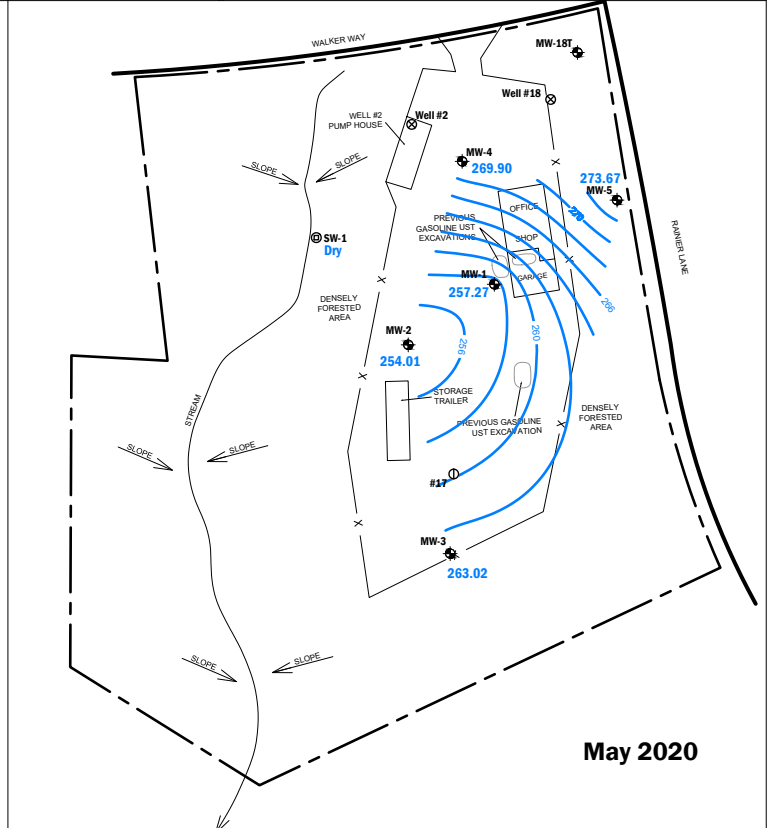 WALKER WAY
MW-18T
Well #18
WELL #2
PUMP HOUSE
Well #2
SLOPE
SLOPE
MW-4
269.90
273.67
MW-5
OFFICE
270
PREVIOUS
GASOLINE UST
EXCAVATIONS
SHOP
RAINIER LANE
SW-1
Dry
MW-1
GARAGE
257.27
DENSELY
FORESTED
AREA
266
MW-2
254.01
256
260
STORAGE
TRAILER
STREAM
PREVIOUS GASOLINE
UST EXCAVATION
DENSELY
FORESTED
AREA
SLOPE
SLOPE
#17
MW-3
263.02
SLOPE
SLOPE
May 2020